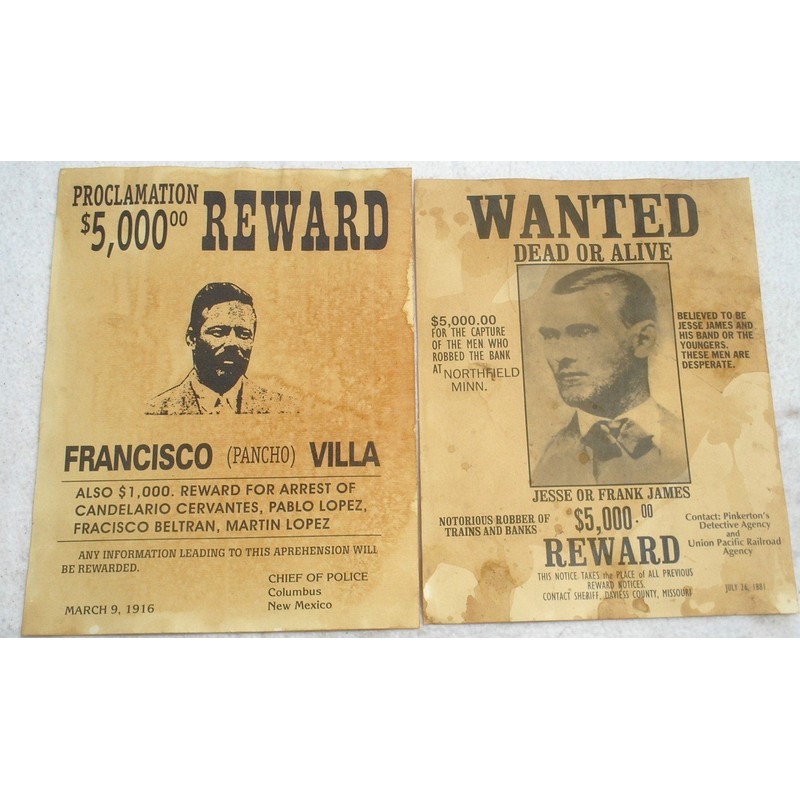 PROCLAMATION
$5,000⁰⁰ REWARD
FRANCISCO (PANCHO) VILLA
ALSO $1,000. REWARD FOR ARREST OF
CANDELARIO CERVANTES, PABLO LOPEZ,
FRACISCO BELTRAN, MARTIN LOPEZ
ANY INFORMATION LEADING TO THIS APREHENSION WILL
BE REWARDED.
CHIEF OF POLICE
Columbus
New Mexico
MARCH 9, 1916
WANTED
DEAD OR ALIVE
$5,000.00
FOR THE CAPTURE
OF THE MEN WHO
ROBBED THE BANK
AT NORTHFIELD
MINN.
BELIEVED TO BE
JESSE JAMES AND
HIS BAND OR THE
YOUNGERS.
THESE MEN ARE
DESPERATE.
JESSE OR FRANK JAMES
NOTORIOUS ROBBER OF
TRAINS AND BANKS
$5,000.00
REWARD
Contact: Pinkerton's
Detective Agency
and
Union Pacific Railroad
Agency
THIS NOTICE TAKES the PLACE of ALL PREVIOUS
REWARD NOTICES.
CONTACT SHERIFF, DAVIESS COUNTY, MISSOURI
JULY 26, 1881